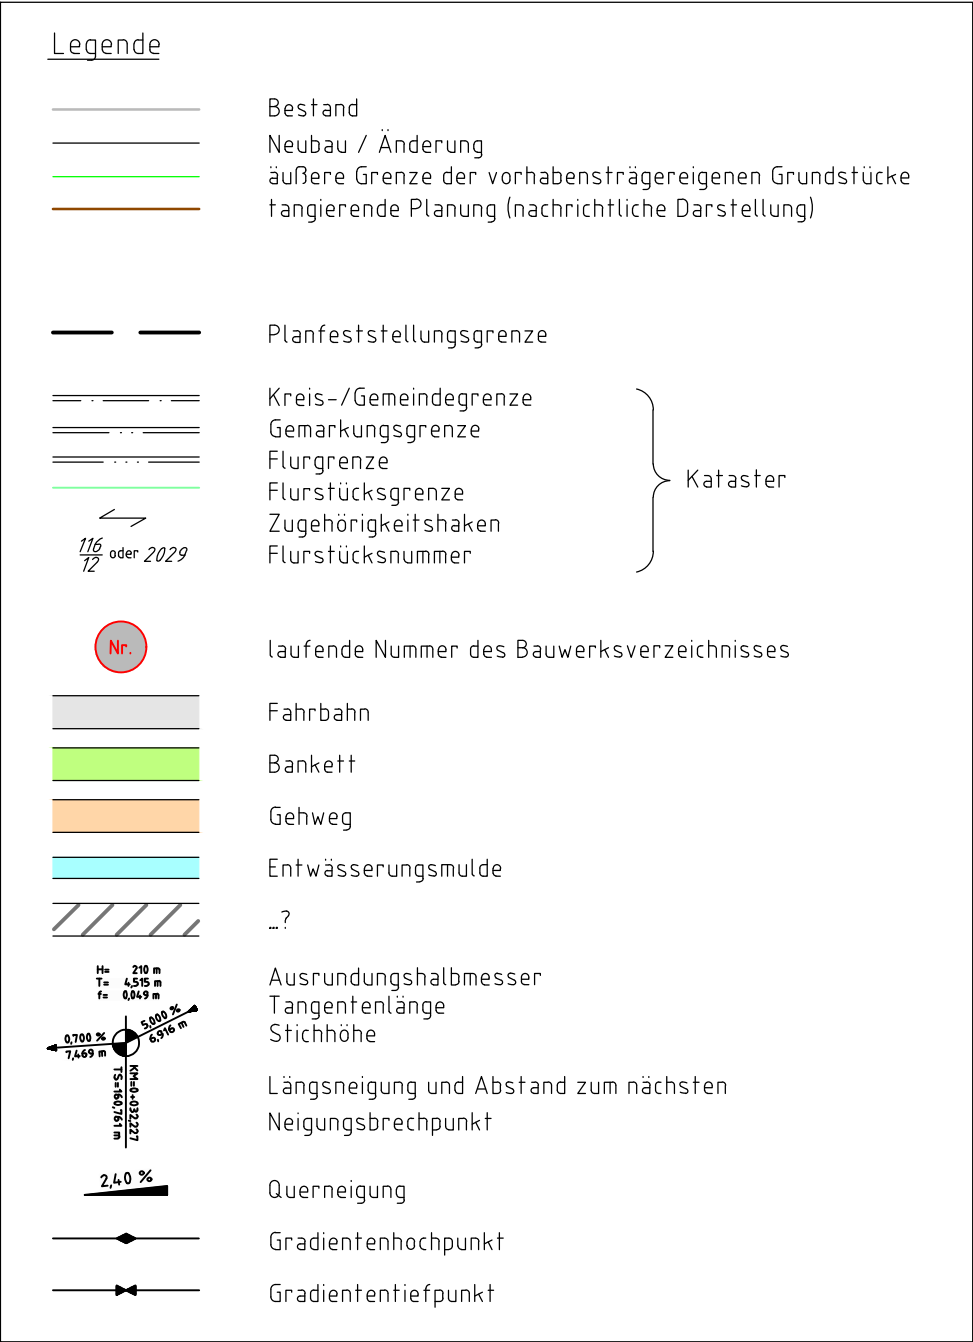 Legende
Bestand
Neubau / Änderung
äußere Grenze der vorhabensträgereigenen Grundstücke
tangierende Planung (nachrichtliche Darstellung)
Planfeststellungsgrenze
Kreis-/Gemeindegrenze
Gemarkungsgrenze
Flurgrenze
Flurstücksgrenze
Zugehörigkeitshaken
116
12
oder 2029
Flurstücksnummer
Kataster
Nr.
laufende Nummer des Bauwerksverzeichnisses
Fahrbahn
Bankett
Gehweg
Entwässerungsmulde
...?
H= 210 m
T= 4,515 m
f= 0,049 m
Ausrundungshalbmesser
Tangentenlänge
Stichhöhe
0,700 %
7,469 m
5,000 %
6,916 m
KM=0+032,227
TS=160,761 m
Längsneigung und Abstand zum nächsten
Neigungsbrechpunkt
2,40 %
Querneigung
Gradientenhochpunkt
Gradiententiefpunkt